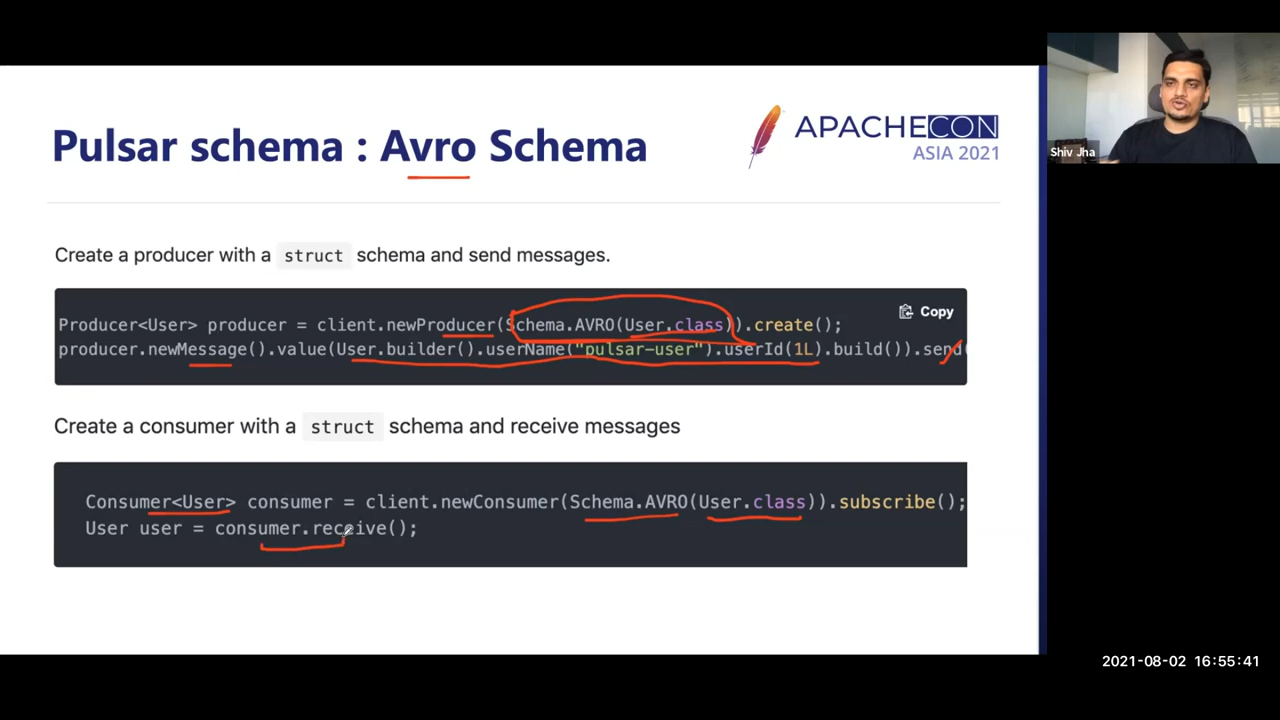 Pulsar schema : Avro Schema
APACHECON
ASIA 2021
Shiv Jha
Create a producer with a struct schema and send messages.
Copy
Producer<User> producer = client.newProducer(Schema.AVRO(User.class)).create();
producer.newMessage().value(User.builder().userName("pulsar-user").userId(1L).build()).send(
Create a consumer with a struct schema and receive messages
Consumer<User> consumer = client.newConsumer(Schema.AVRO(User.class)).subscribe();
User user = consumer.receive();
2021-08-02 16:55:41